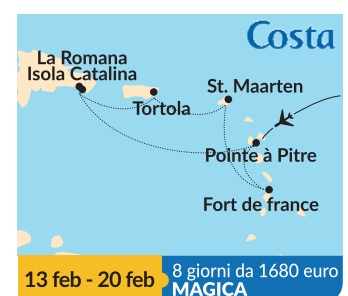 Costa
La Romana
Isola Catalina
St. Maarten
Tortola
Pointe à Pitre
Fort de france
13 feb - 20 feb
8 giorni da 1680 euro
MAGICA